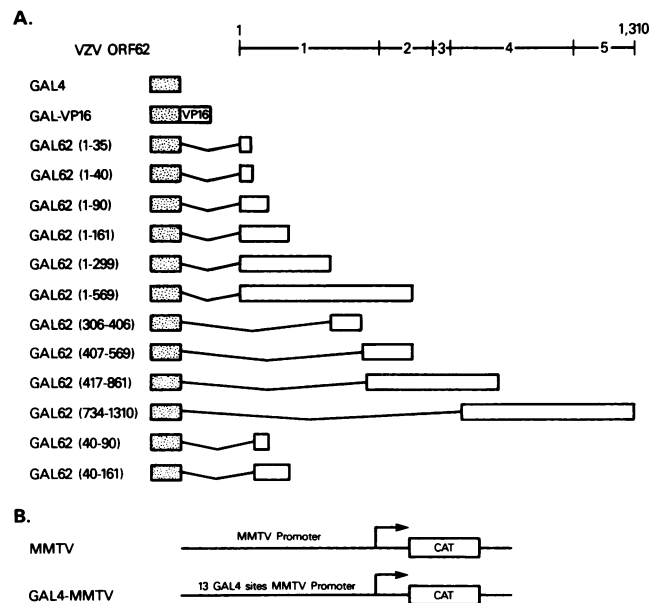 A.
1 1,310
VZV ORF62 1 2 3 4 5
GAL4
GAL-VP16 VP16
GAL62 (1-35)
GAL62 (1-40)
GAL62 (1-90)
GAL62 (1-161)
GAL62 (1-299)
GAL62 (1-569)
GAL62 (306-406)
GAL62 (407-569)
GAL62 (417-861)
GAL62 (734-1310)
GAL62 (40-90)
GAL62 (40-161)
B.
MMTV MMTV Promoter CAT
GAL4-MMTV 13 GAL4 sites MMTV Promoter CAT